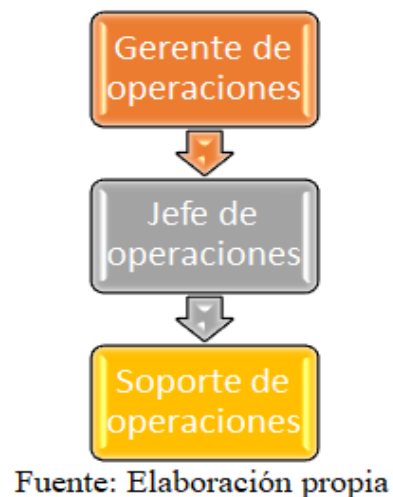 Gerente de
operaciones
Jefe de
operaciones
Soporte de
operaciones
Fuente: Elaboración propia